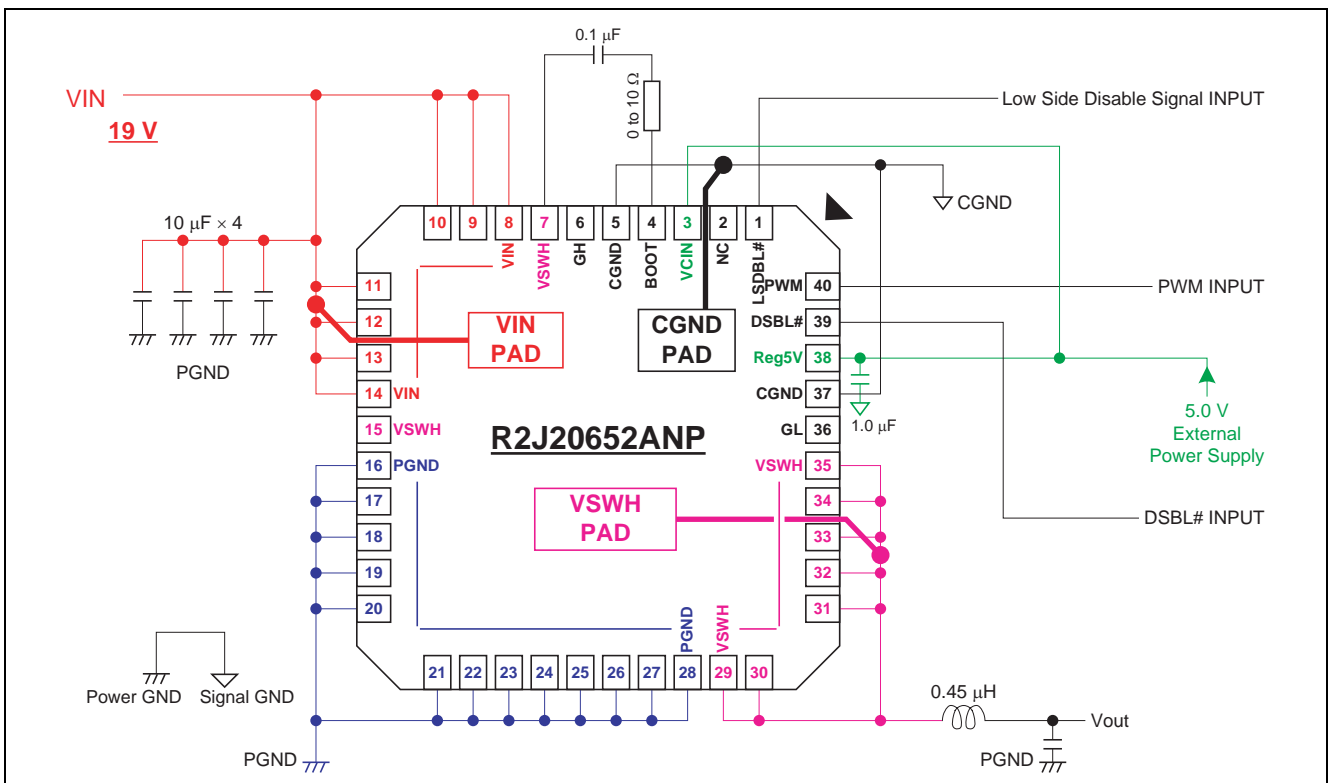 0.1 μF
0 to 10 Ω
VIN
19 V
Low Side Disable Signal INPUT
CGND
10 μF × 4
PGND
10
9
8
7
6
5
4
3
2
1
VIN
VSWH
GH
CGND
BOOT
VCIN
NC
LSDBL#
11
12
13
14 VIN
15 VSWH
16 PGND
17
18
19
20
VIN
PAD
CGND
PAD
R2J20652ANP
VSWH
PAD
PWM 40
DSBL# 39
Reg5V 38
CGND 37
GL 36
VSWH 35
34
33
32
31
PWM INPUT
1.0 μF
5.0 V
External
Power Supply
DSBL# INPUT
PGND
VSWH
21
22
23
24
25
26
27
28
29
30
Power GND
Signal GND
PGND
0.45 μH
Vout
PGND